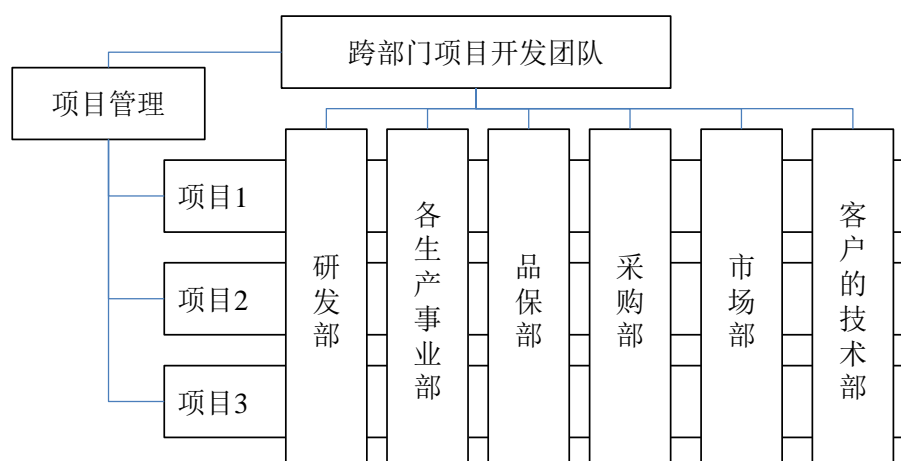 跨部门项目开发团队
项目管理
项目1
项目2
项目3
研发部
各生产事业部
品保部
采购部
市场部
客户的技术部